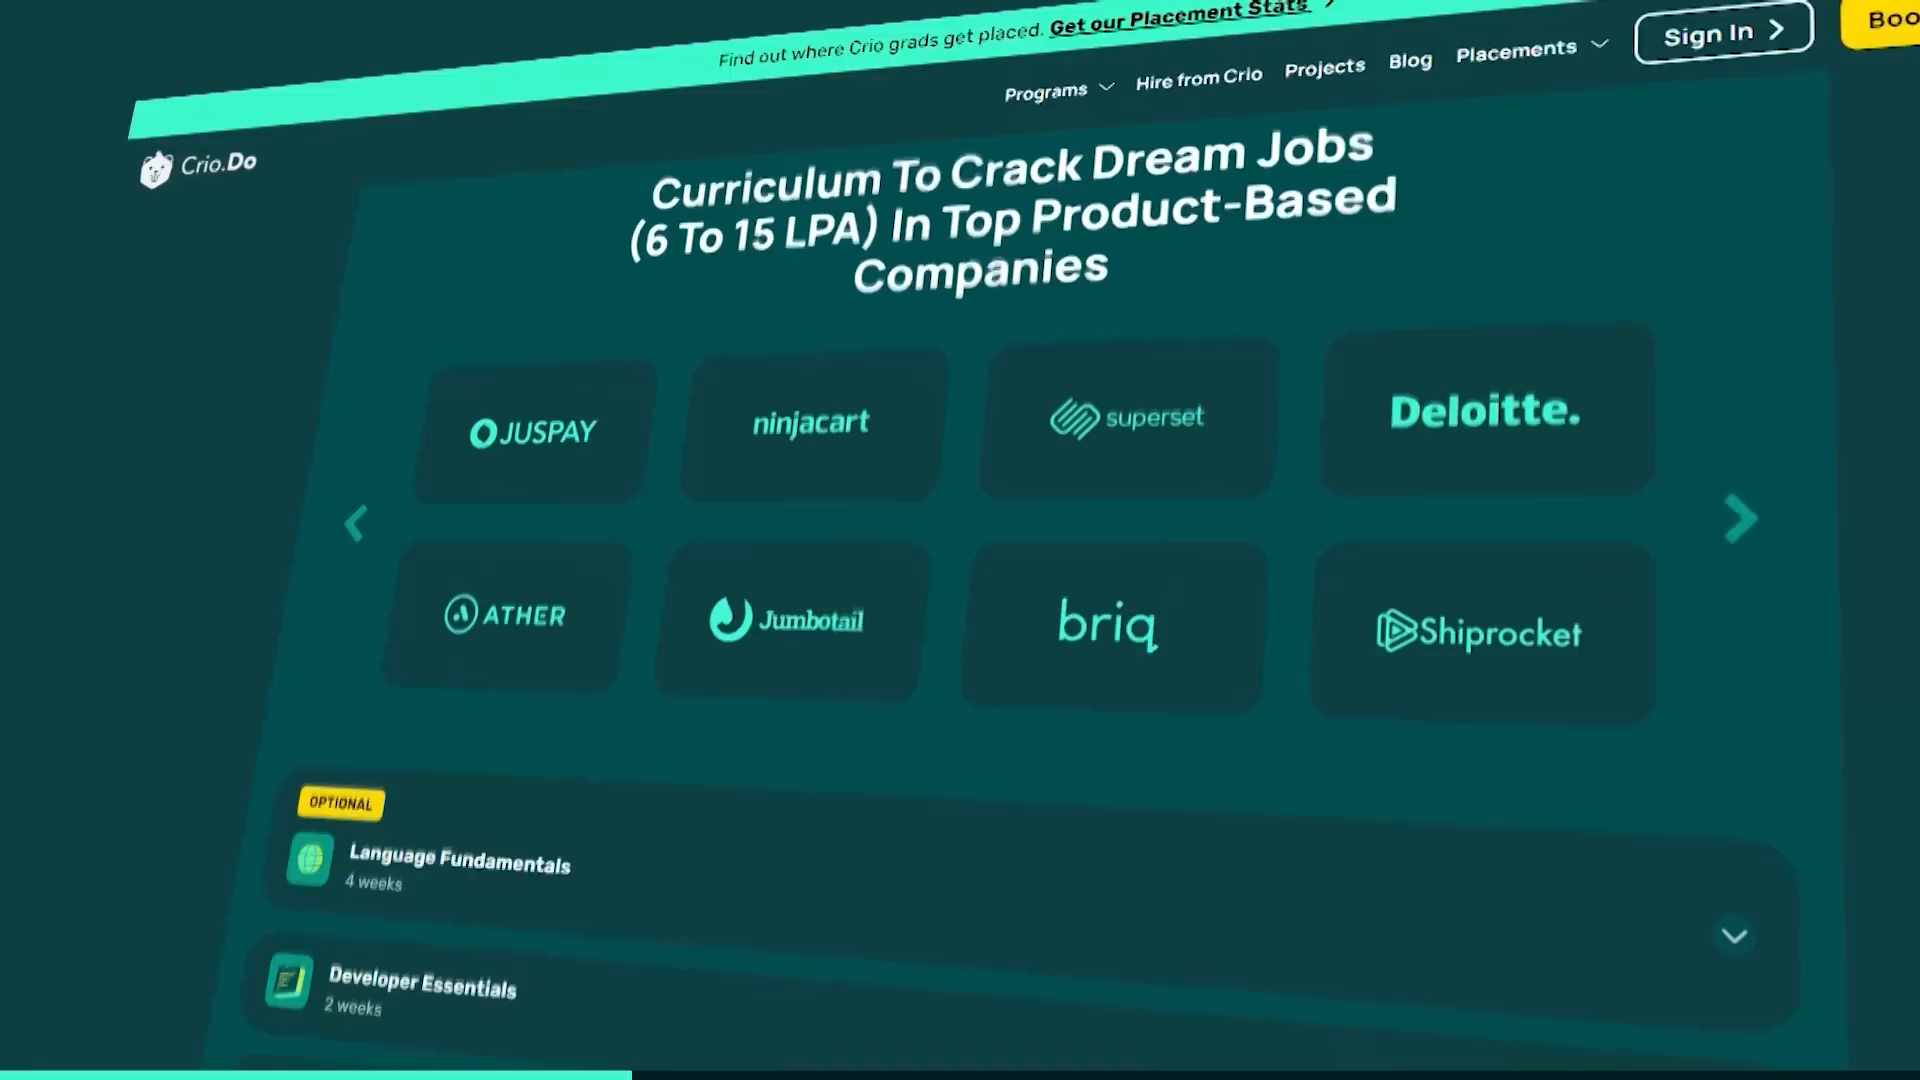 Find out where Crio grads get placed. Get our Placement Stats
Programs Hire from Crio Projects Blog Placements Sign In
Crio.Do
Curriculum To Crack Dream Jobs
(6 To 15 LPA) In Top Product-Based
Companies
JUSPAY ninjacart superset Deloitte.
ATHER Jumbotail briq Shiprocket
OPTIONAL
Language Fundamentals
4 weeks
Developer Essentials
2 weeks